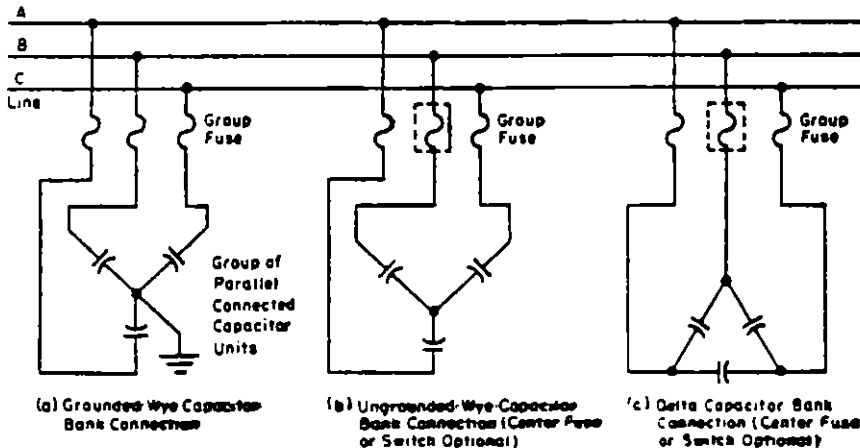 A
B
C
Line
Group
Fuse
Group
Fuse
Group
Fuse
Group of
Parallel
Connected
Capacitor
Units
(a) Grounded-Wye Capacitor
Bank Connection
(b) Ungrounded-Wye-Capacitor
Bank Connection (Center Fuse
or Switch Optional)
(c) Delta Capacitor Bank
Connection (Center Fuse
or Switch Optional)